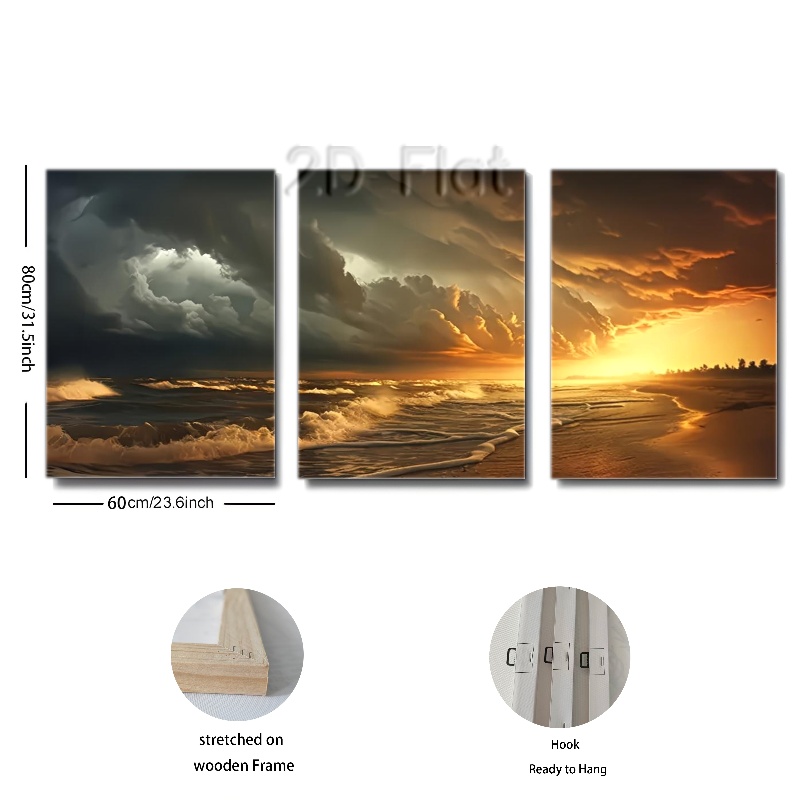 2D Flat
80cm/31.5inch
60cm/23.6inch
stretched on
wooden Frame
Hook
Ready to Hang